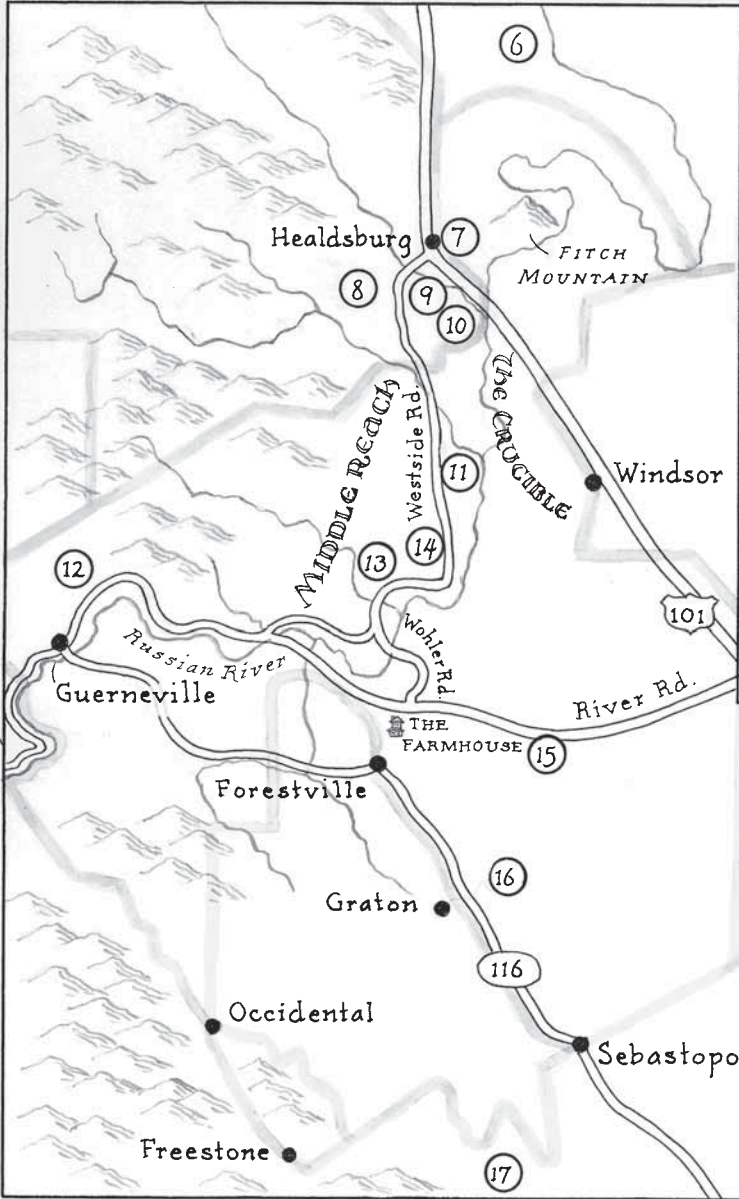 6
Healdsburg
7
FITCH
MOUNTAIN
8
9
10
MIDDLE REACH
Westside Rd.
The CRUCIBLE
11
Windsor
14
13
12
101
Russian River
Wohler Rd.
Guerneville
River Rd.
THE
FARMHOUSE
15
Forestville
16
Graton
116
Occidental
Sebastopo
Freestone
17